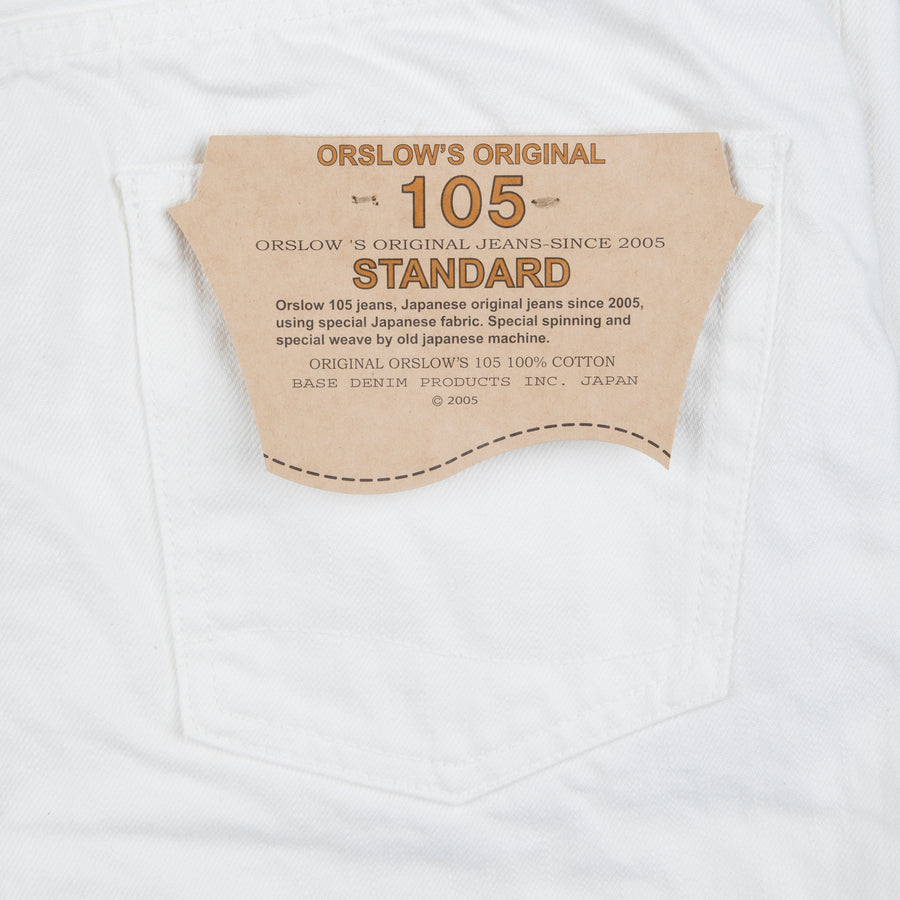 ORSLOW'S ORIGINAL
105
ORSLOW 'S ORIGINAL JEANS-SINCE 2005
STANDARD
Orslow 105 jeans, Japanese original jeans since 2005,
using special Japanese fabric. Special spinning and
special weave by old japanese machine.
ORIGINAL ORSLOW'S 105 100% COTTON
BASE DENIM PRODUCTS INC. JAPAN
© 2005